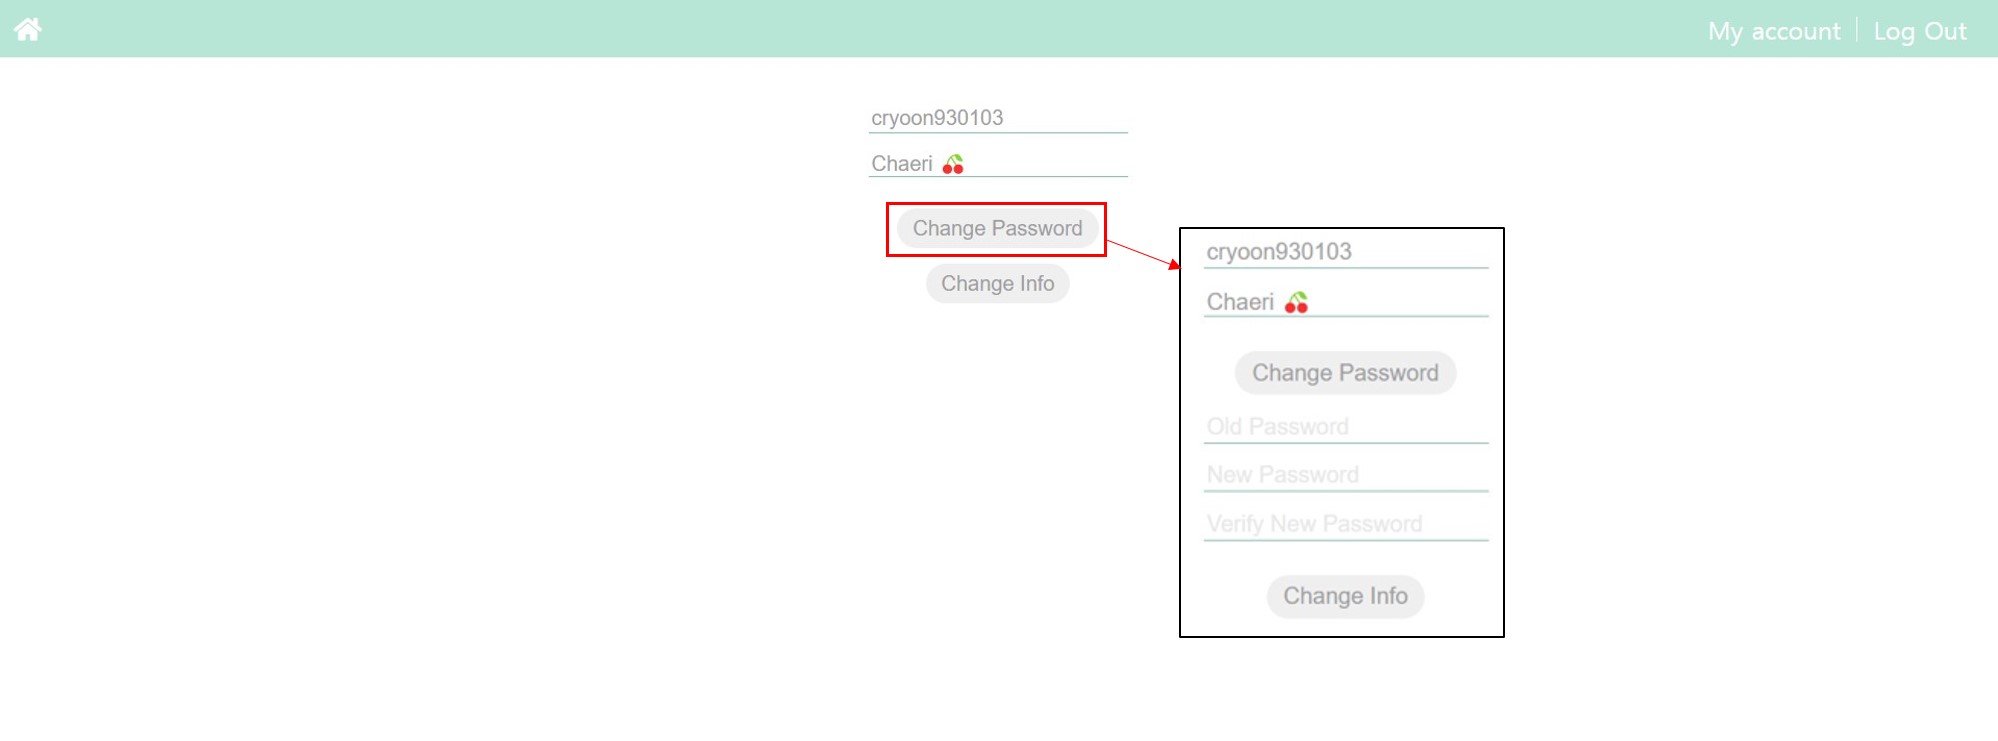 My account | Log Out
cryoon930103
Chaeri 🍒
Change Password
Change Info
cryoon930103
Chaeri 🍒
Change Password
Old Password
New Password
Verify New Password
Change Info